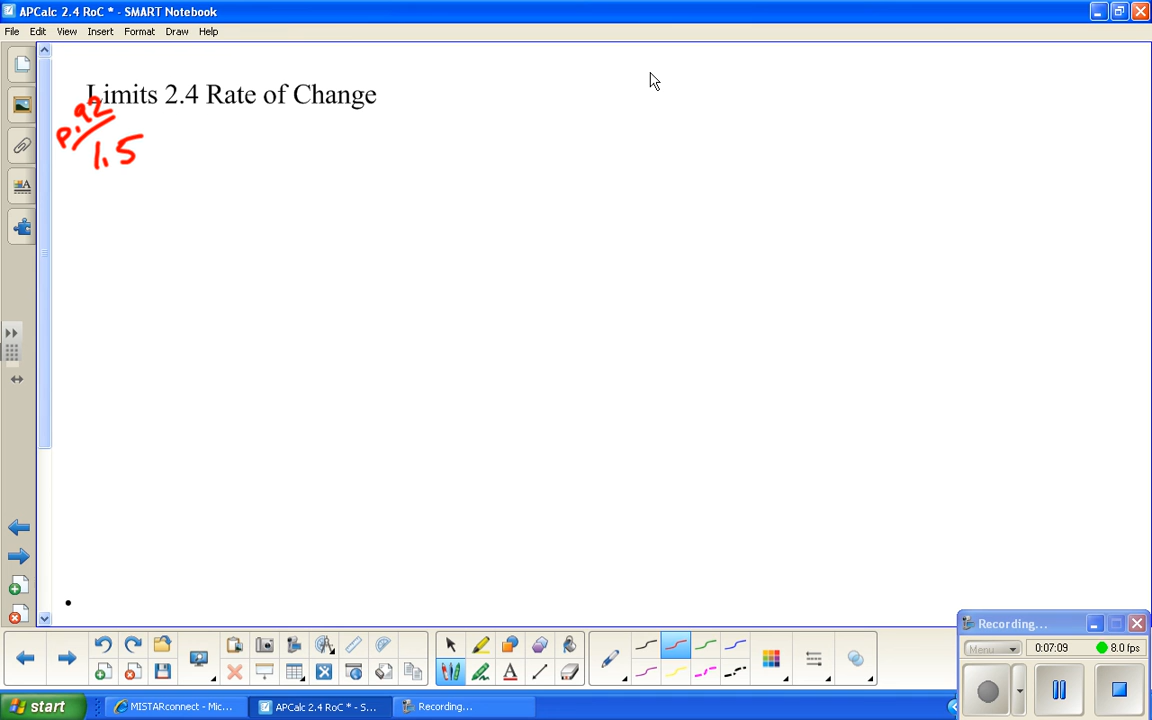 APCalc 2.4 RoC * - SMART Notebook
File Edit View Insert Format Draw Help
Limits 2.4 Rate of Change
p.92/1.5
•
Recording...
Menu
0:07:09
8.0 fps
start
MISTARconnect - Mic...
APCalc 2.4 RoC * - S...
Recording...